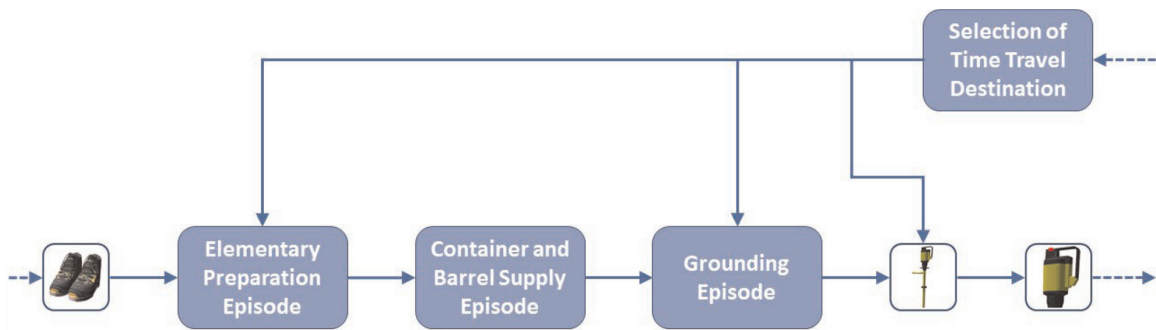 Selection of
Time Travel
Destination
Elementary
Preparation
Episode
Container and
Barrel Supply
Episode
Grounding
Episode